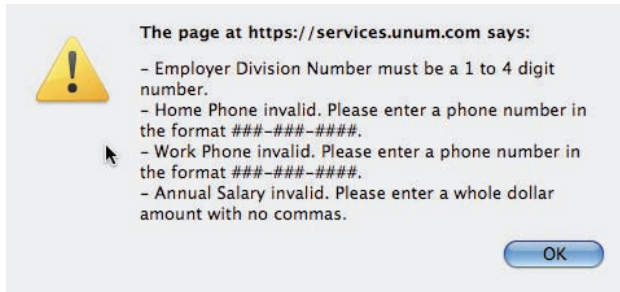 The page at https://services.unum.com says:
– Employer Division Number must be a 1 to 4 digit
number.
– Home Phone invalid. Please enter a phone number in
the format ###-###-####.
– Work Phone invalid. Please enter a phone number in
the format ###-###-####.
– Annual Salary invalid. Please enter a whole dollar
amount with no commas.
OK